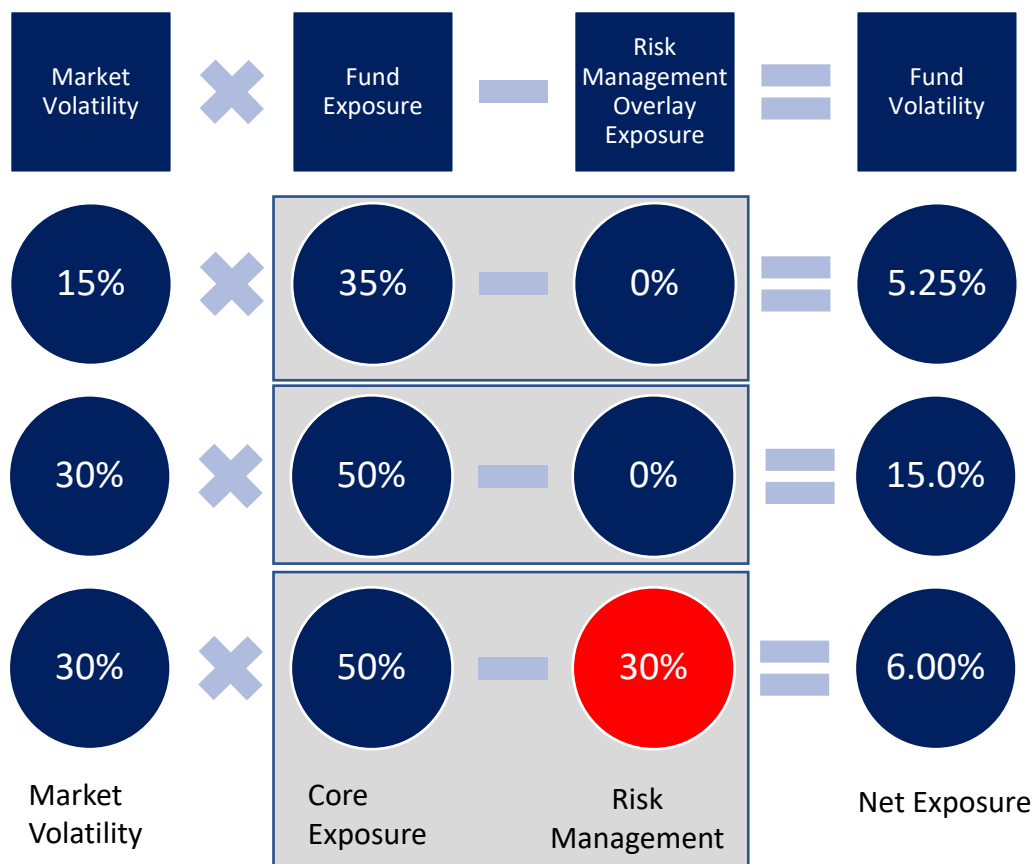 Market
Volatility
Fund
Exposure
Risk
Management
Overlay
Exposure
Fund
Volatility
15%
35%
0%
5.25%
30%
50%
0%
15.0%
30%
50%
30%
6.00%
Market
Volatility
Core
Exposure
Risk
Management
Net Exposure